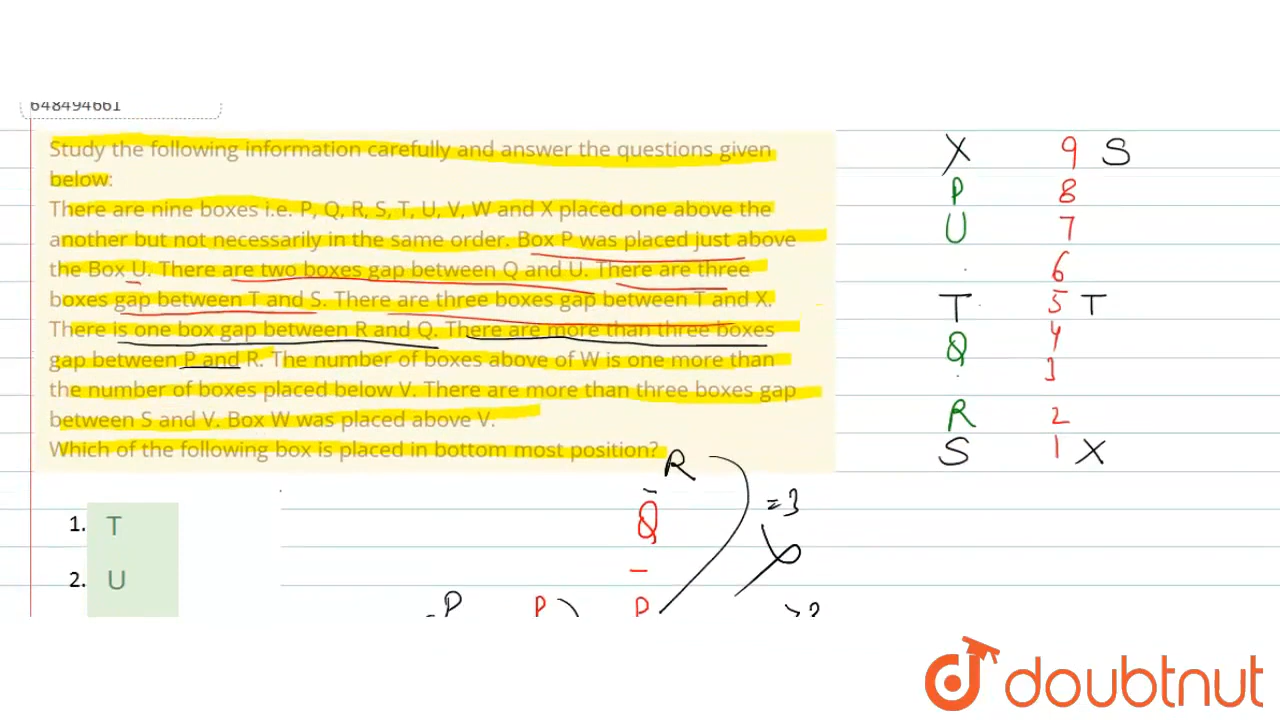 648494661
Study the following information carefully and answer the questions given
below:
There are nine boxes i.e. P, Q, R, S, T, U, V, W and X placed one above the
another but not necessarily in the same order. Box P was placed just above
the Box U. There are two boxes gap between Q and U. There are three
boxes gap between T and S. There are three boxes gap between T and X.
There is one box gap between R and Q. There are more than three boxes
gap between P and R. The number of boxes above of W is one more than
the number of boxes placed below V. There are more than three boxes gap
between S and V. Box W was placed above V.
Which of the following box is placed in bottom most position?
1. T
2. U
X 9 S
P 8
U 7
6
T 5 T
Q 4
3
R 2
S 1 X
R
Q
=3
P P P
doubtnut